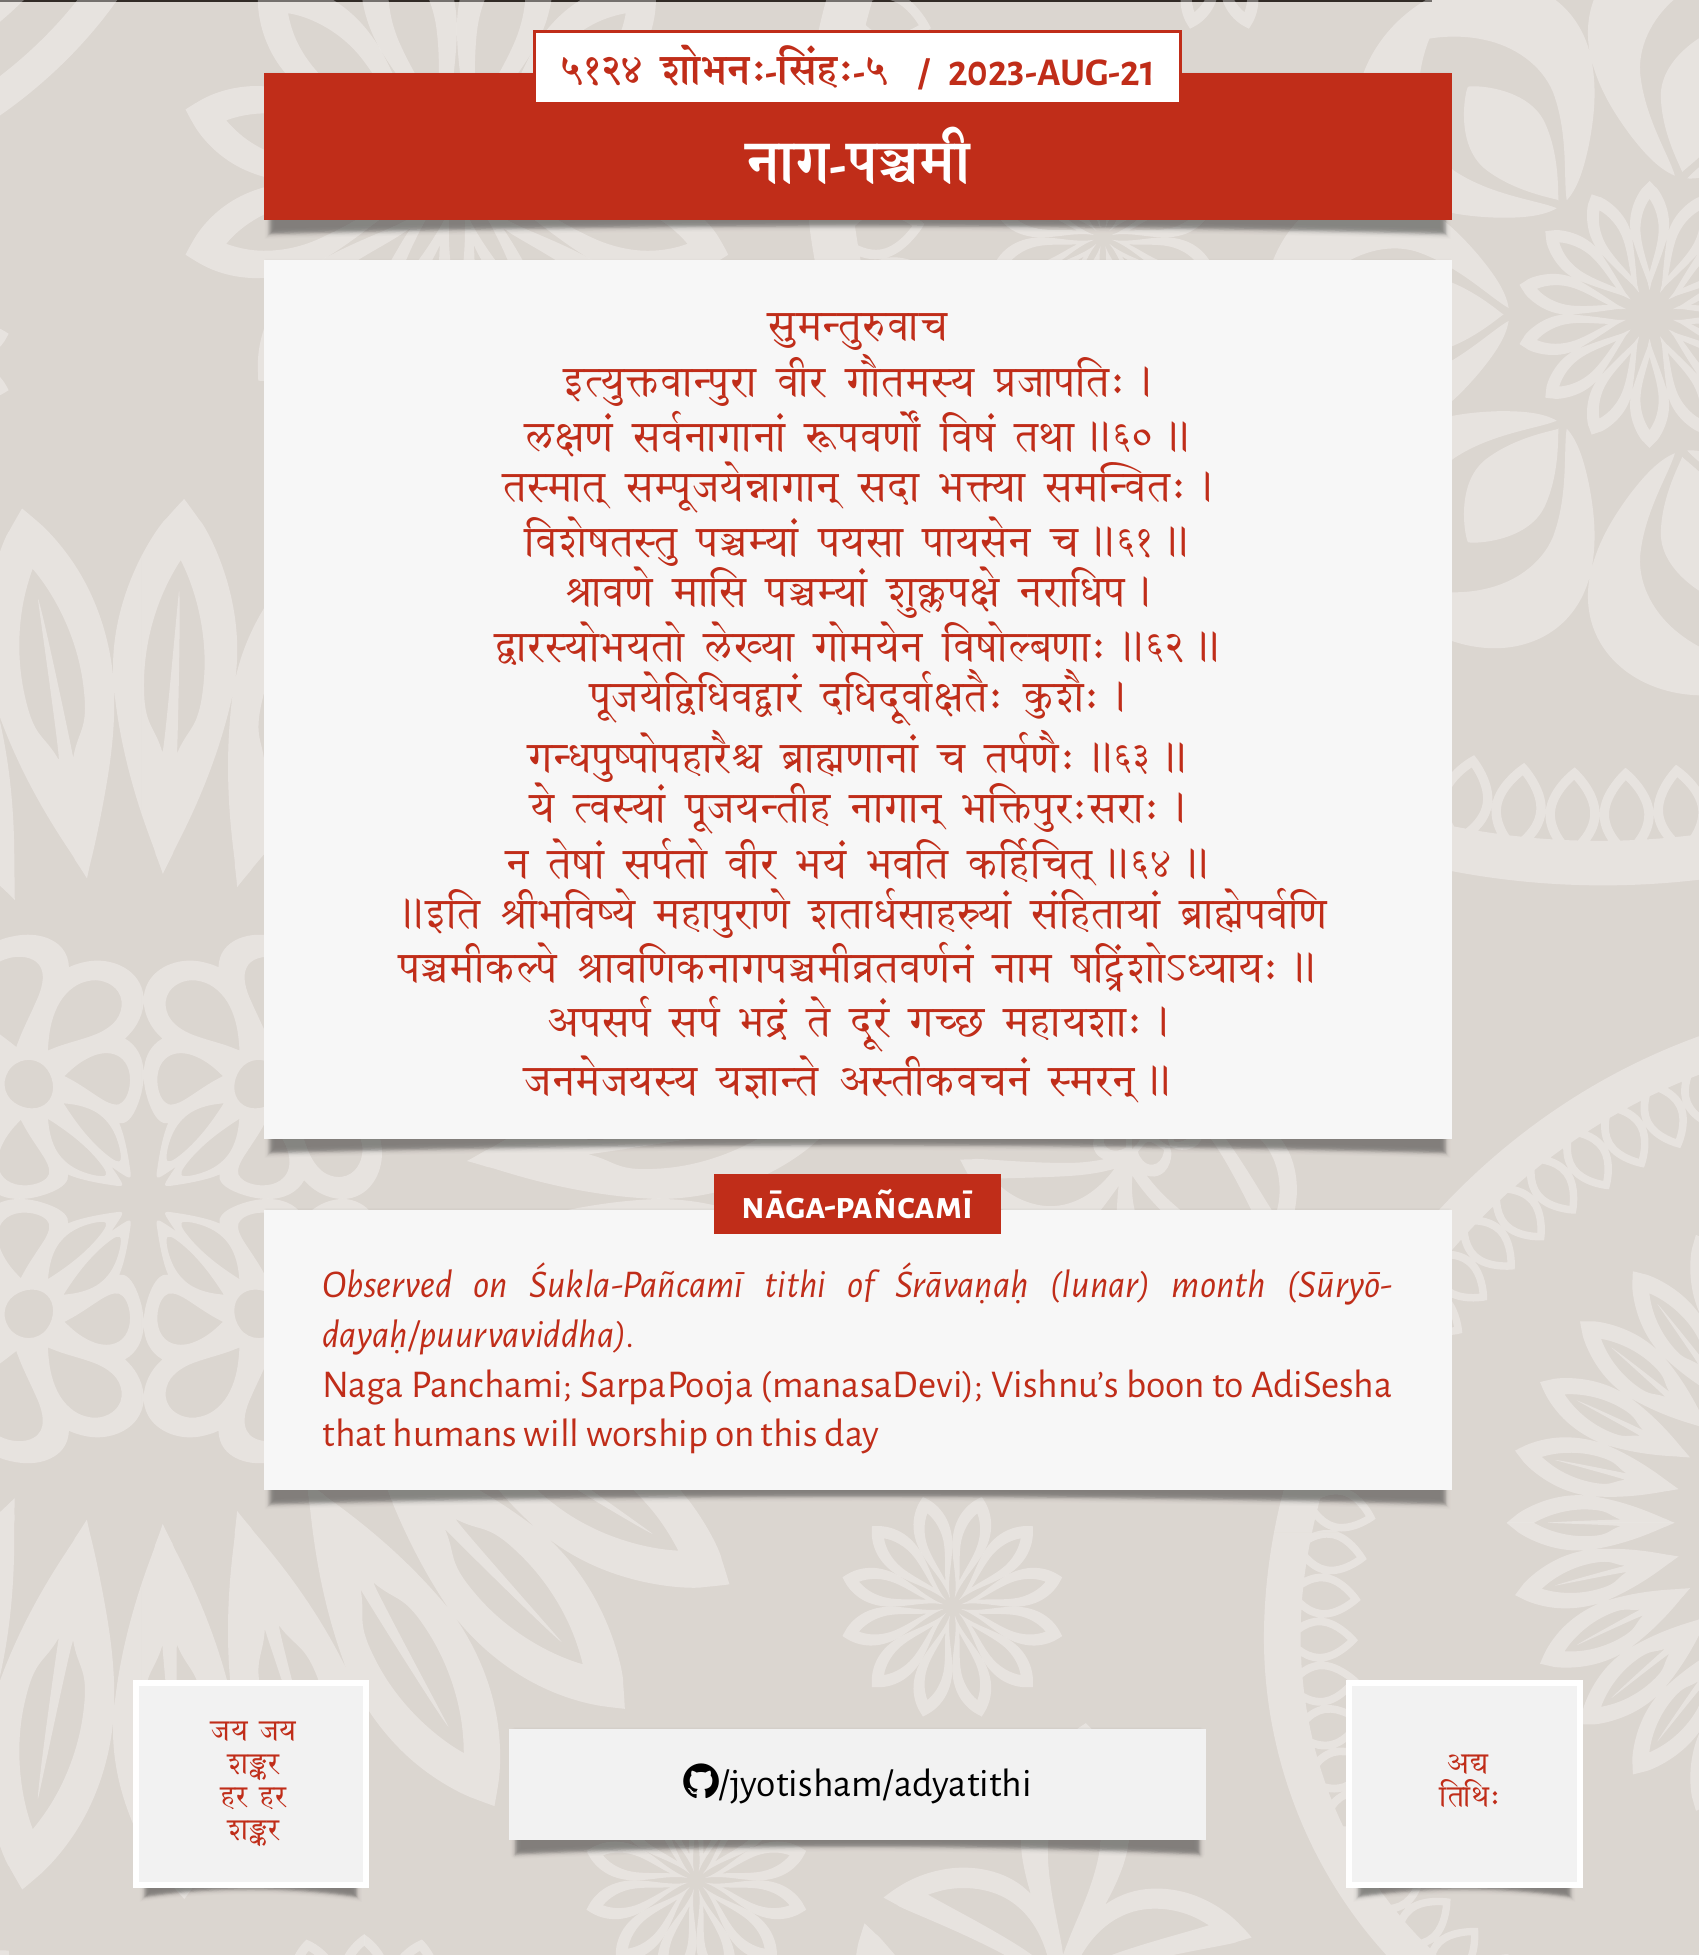 ५१२४ शोभनः-सिंहः-५ / 2023-AUG-21
नाग-पञ्चमी
सुमन्तुरुवाच
इत्युक्तवान्पुरा वीर गौतमस्य प्रजापतिः ।
लक्षणं सर्वनागानां रूपवर्णौं विषं तथा ॥६० ॥
तस्मात् सम्पूजयेन्नागान् सदा भक्त्या समन्वितः ।
विशेषतस्तु पञ्चम्यां पयसा पायसेन च ॥६१ ॥
श्रावणे मासि पञ्चम्यां शुक्लपक्षे नराधिप ।
द्वारस्योभयतो लेख्या गोमयेन विषोल्बणाः ॥६२ ॥
पूजयेद्विधिवद्द्वारं दधिदूर्वाक्षतैः कुशैः ।
गन्धपुष्पोपहारैश्च ब्राह्मणानां च तर्पणैः ॥६३ ॥
ये त्वस्यां पूजयन्तीह नागान् भक्तिपुरःसराः ।
न तेषां सर्पतो वीर भयं भवति कर्हिचित् ॥६४ ॥
॥इति श्रीभविष्ये महापुराणे शतार्धसाहस्र्यां संहितायां ब्राह्मेपर्वणि
पञ्चमीकल्पे श्रावणिकनागपञ्चमीव्रतवर्णनं नाम षट्त्रिंशोऽध्यायः ॥
अपसर्प सर्प भद्रं ते दूरं गच्छ महायशाः ।
जनमेजयस्य यज्ञान्ते अस्तीकवचनं स्मरन् ॥
NĀGA-PAÑCAMĪ
Observed on Śukla-Pañcamī tithi of Śrāvaṇaḥ (lunar) month (Sūryō-
dayaḥ/puurvaviddha).
Naga Panchami; SarpaPooja (manasaDevi); Vishnu’s boon to AdiSesha
that humans will worship on this day
जय जय
शङ्कर
हर हर
शङ्कर
/jyotisham/adyatithi
अद्य
तिथिः